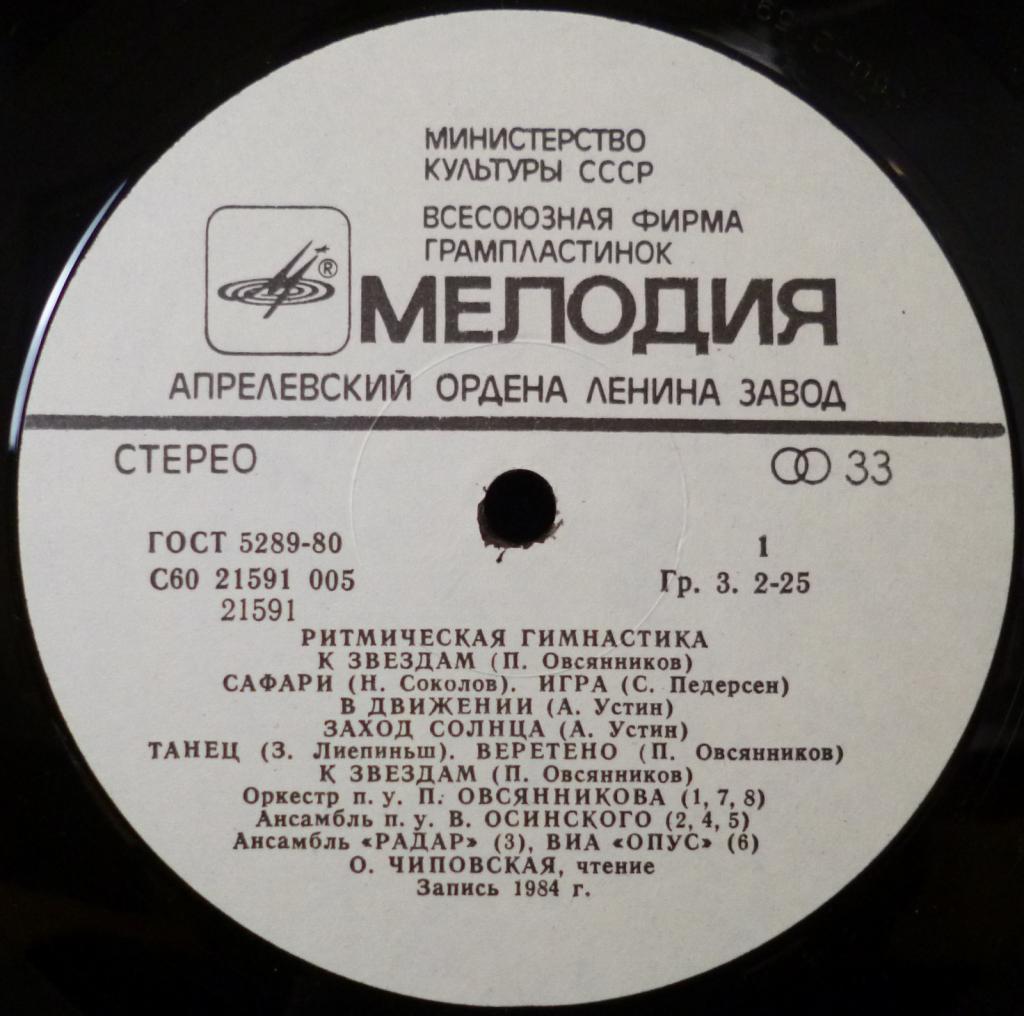 МИНИСТЕРСТВО
КУЛЬТУРЫ СССР
ВСЕСОЮЗНАЯ ФИРМА
ГРАМПЛАСТИНОК
®
МЕЛОДИЯ
АПРЕЛЕВСКИЙ ОРДЕНА ЛЕНИНА ЗАВОД
СТЕРЕО 33
ГОСТ 5289-80 1
С60 21591 005 Гр. 3. 2-25
21591
РИТМИЧЕСКАЯ ГИМНАСТИКА
К ЗВЕЗДАМ (П. Овсянников)
САФАРИ (Н. Соколов). ИГРА (С. Педерсен)
В ДВИЖЕНИИ (А. Устин)
ЗАХОД СОЛНЦА (А. Устин)
ТАНЕЦ (З. Лиепиньш). ВЕРЕТЕНО (П. Овсянников)
К ЗВЕЗДАМ (П. Овсянников)
Оркестр п. у. П. ОВСЯННИКОВА (1, 7, 8)
Ансамбль п. у. В. ОСИНСКОГО (2, 4, 5)
Ансамбль «РАДАР» (3), ВИА «ОПУС» (6)
О. ЧИПОВСКАЯ, чтение
Запись 1984 г.